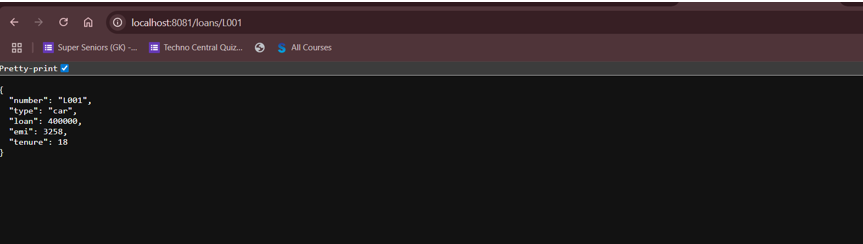 localhost:8081/loans/L001
Super Seniors (GK) -... Techno Central Quiz... All Courses
Pretty-print
{
"number": "L001",
"type": "car",
"loan": 400000,
"emi": 3258,
"tenure": 18
}